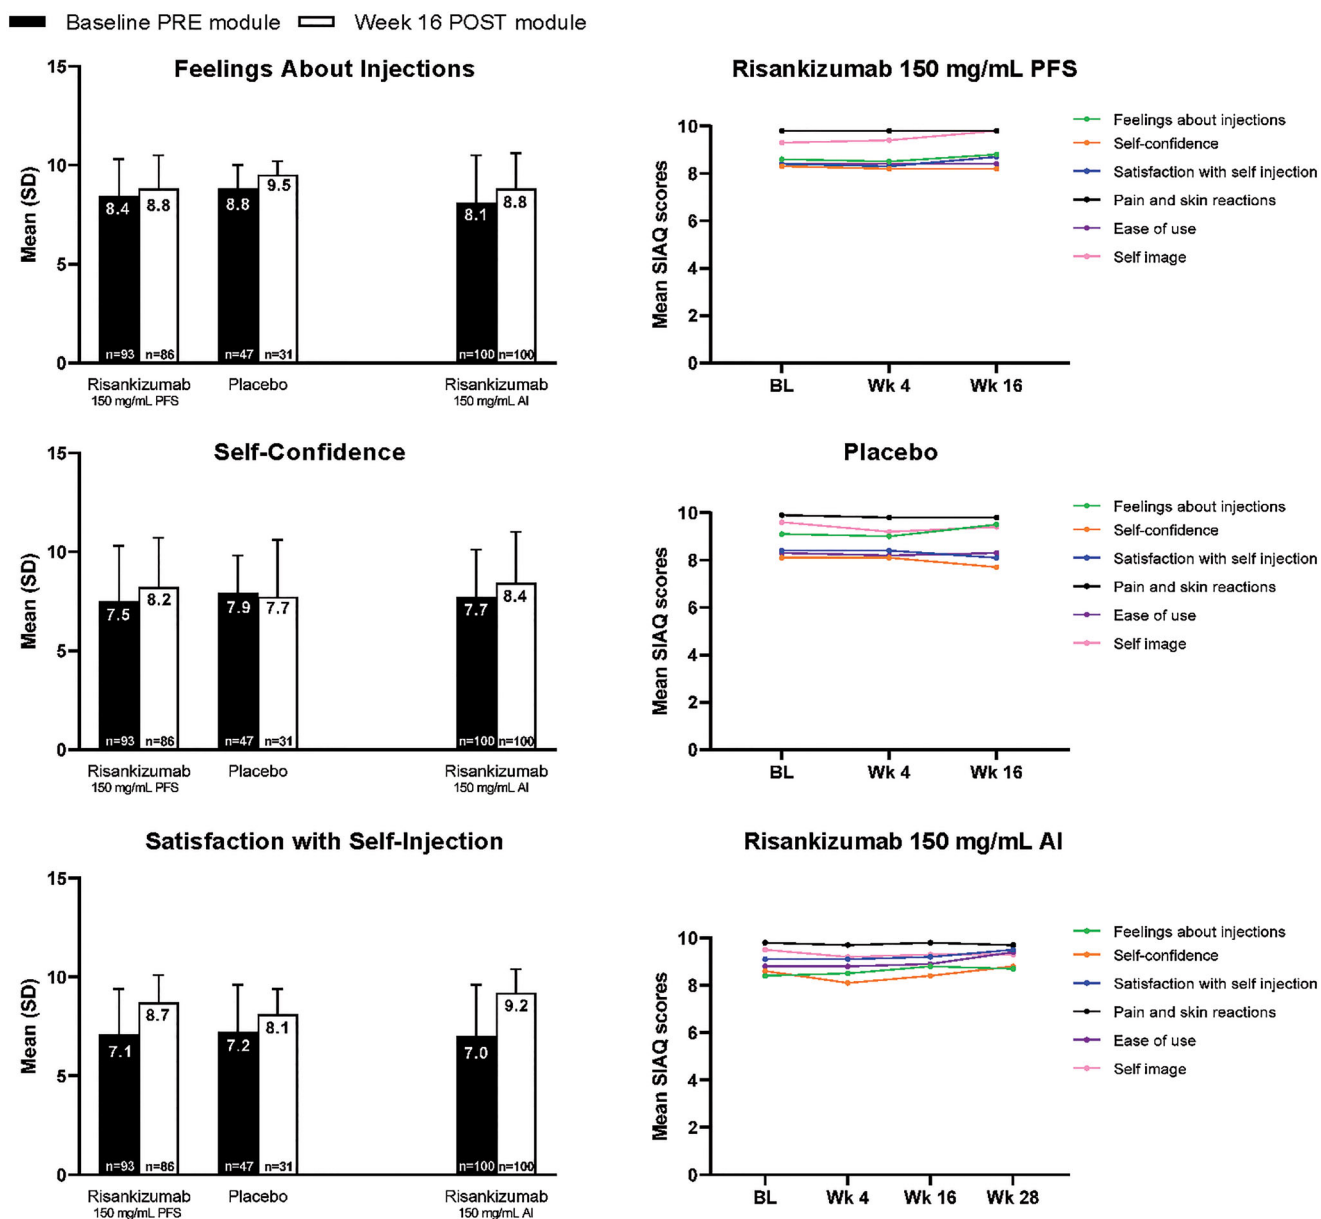 Baseline PRE module Week 16 POST module
Feelings About Injections
Mean (SD)
15
10
5
0
8.4 8.8 8.8 9.5 8.1 8.8
n=93 n=86 n=47 n=31 n=100 n=100
Risankizumab Placebo Risankizumab
150 mg/mL PFS 150 mg/mL AI
Risankizumab 150 mg/mL PFS
Mean SIAQ scores
10
8
6
4
2
0
BL Wk 4 Wk 16
Feelings about injections
Self-confidence
Satisfaction with self injection
Pain and skin reactions
Ease of use
Self image
Self-Confidence
Mean (SD)
15
10
5
0
7.5 8.2 7.9 7.7 7.7 8.4
n=93 n=86 n=47 n=31 n=100 n=100
Risankizumab Placebo Risankizumab
150 mg/mL PFS 150 mg/mL AI
Placebo
Mean SIAQ scores
10
8
6
4
2
0
BL Wk 4 Wk 16
Feelings about injections
Self-confidence
Satisfaction with self injection
Pain and skin reactions
Ease of use
Self image
Satisfaction with Self-Injection
Mean (SD)
15
10
5
0
7.1 8.7 7.2 8.1 7.0 9.2
n=93 n=86 n=47 n=31 n=100 n=100
Risankizumab Placebo Risankizumab
150 mg/mL PFS 150 mg/mL AI
Risankizumab 150 mg/mL AI
Mean SIAQ scores
10
8
6
4
2
0
BL Wk 4 Wk 16 Wk 28
Feelings about injections
Self-confidence
Satisfaction with self injection
Pain and skin reactions
Ease of use
Self image